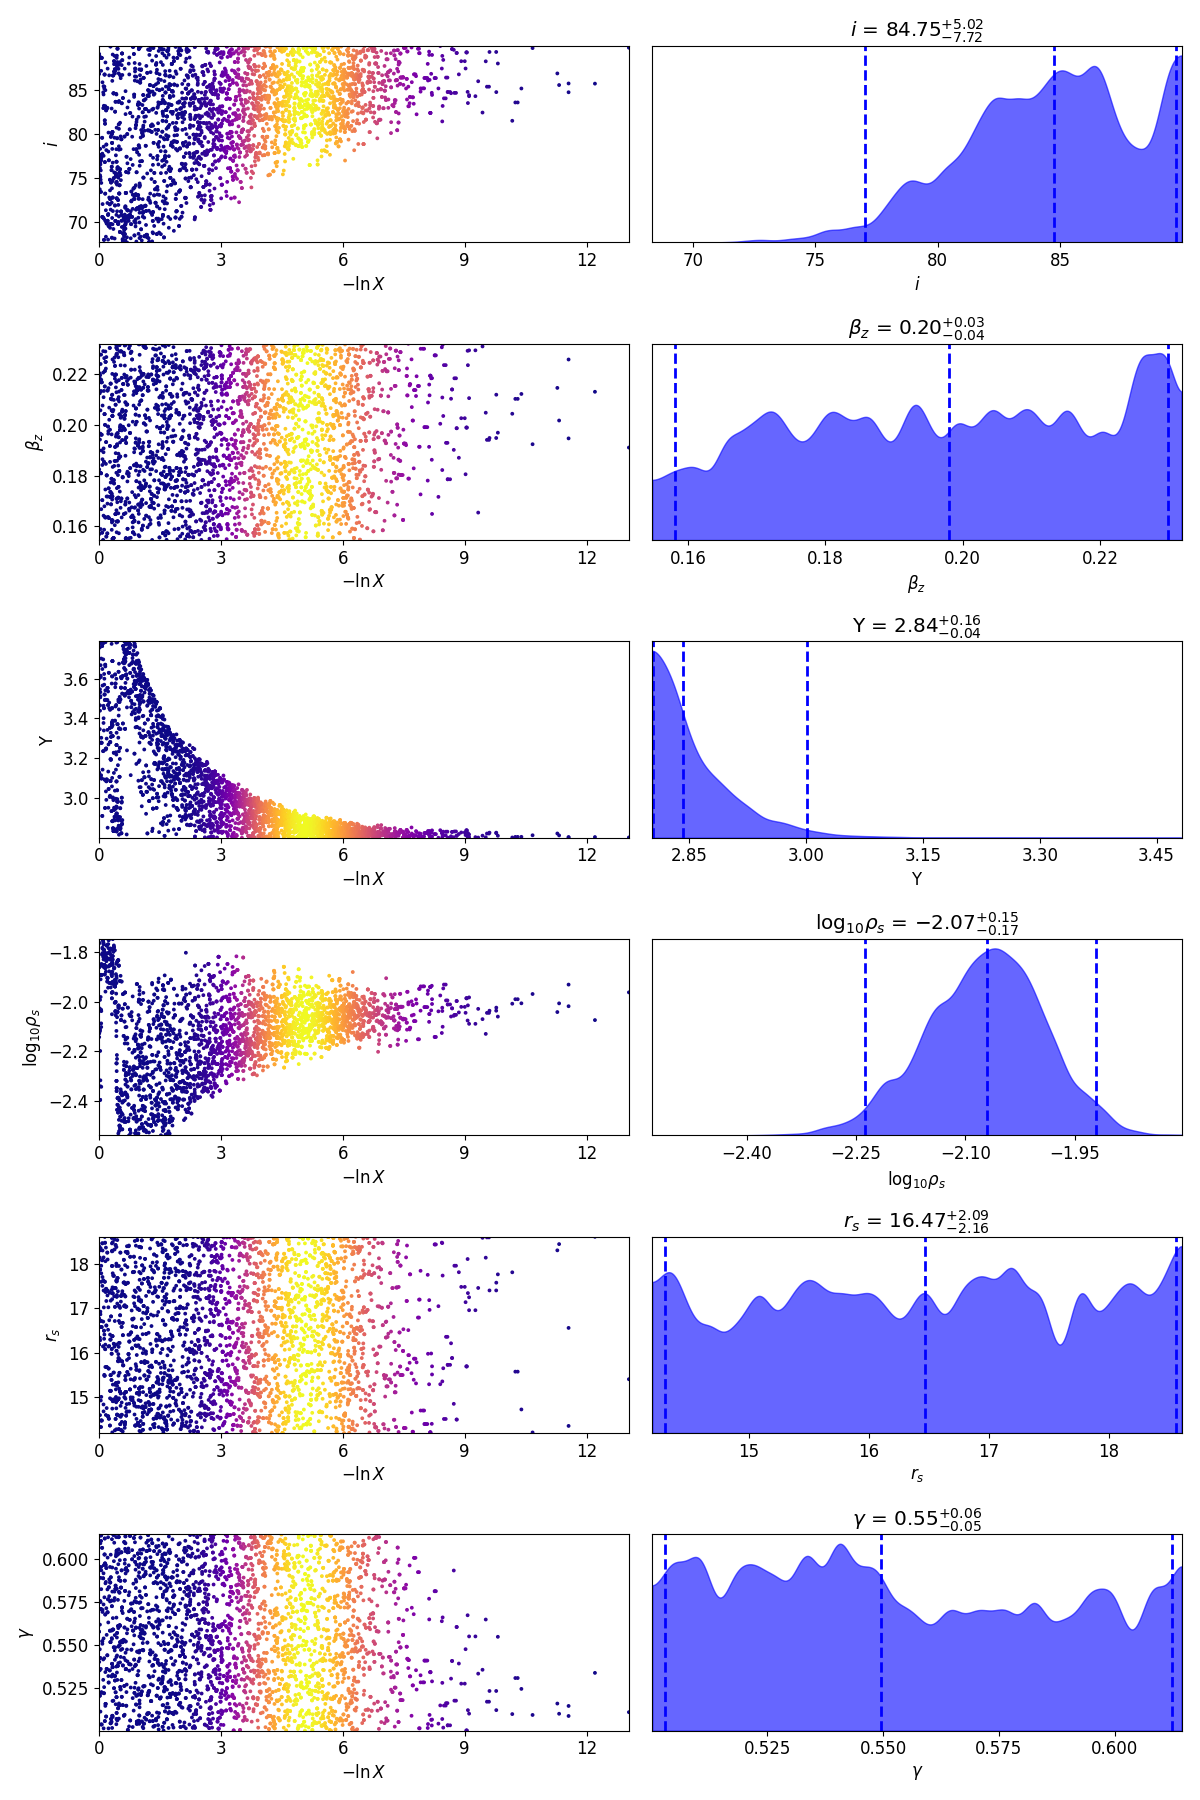 i = 84.75+5.02−7.72
85
80
75
70
i
0 3 6 9 12
−ln X
70 75 80 85
i
βz = 0.20+0.03−0.04
0.22
0.20
0.18
0.16
βz
0 3 6 9 12
−ln X
0.16 0.18 0.20 0.22
βz
Y = 2.84+0.16−0.04
3.6
3.4
3.2
3.0
Y
0 3 6 9 12
−ln X
2.85 3.00 3.15 3.30 3.45
Y
log10ρs = −2.07+0.15−0.17
−1.8
−2.0
−2.2
−2.4
log10ρs
0 3 6 9 12
−ln X
−2.40 −2.25 −2.10 −1.95
log10ρs
rs = 16.47+2.09−2.16
18
17
16
15
rs
0 3 6 9 12
−ln X
15 16 17 18
rs
γ = 0.55+0.06−0.05
0.600
0.575
0.550
0.525
γ
0 3 6 9 12
−ln X
0.525 0.550 0.575 0.600
γ